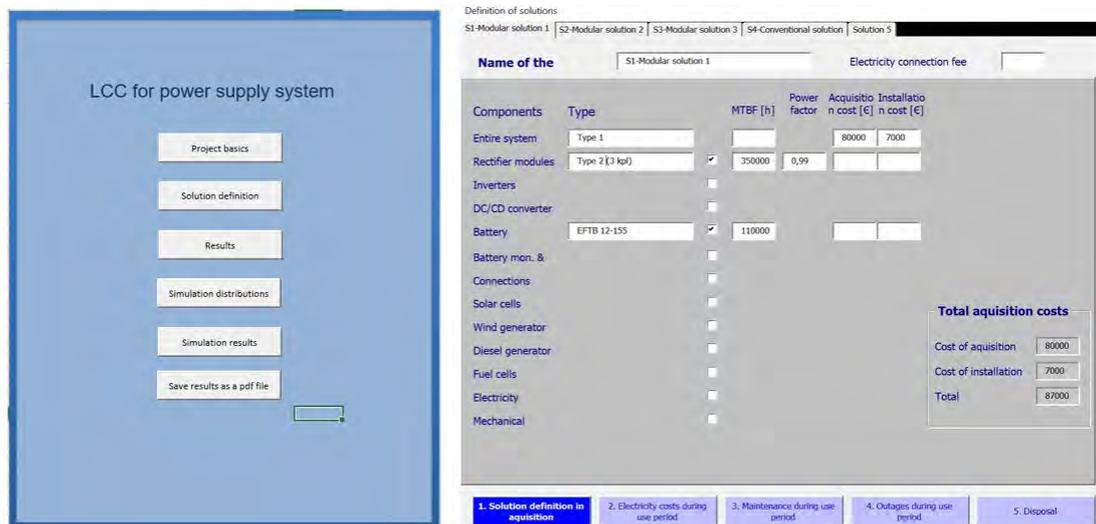 LCC for power supply system
Project basics
Solution definition
Results
Simulation distributions
Simulation results
Save results as a pdf file
Definition of solutions
S1-Modular solution 1 S2-Modular solution 2 S3-Modular solution 3 S4-Conventional solution Solution 5
Name of the S1-Modular solution 1 Electricity connection fee
Components Type MTBF [h] Power factor Acquisitio n cost [€] Installatio n cost [€]
Entire system Type 1 80000 7000
Rectifier modules Type 2 (3 kpl) 350000 0,99
Inverters
DC/CD converter
Battery EFTB 12-155 110000
Battery mon. &
Connections
Solar cells
Wind generator
Diesel generator
Fuel cells
Electricity
Mechanical
Total aquisition costs
Cost of aquisition 80000
Cost of installation 7000
Total 87000
1. Solution definition in aquisition
2. Electricity costs during use period
3. Maintenance during use period
4. Outages during use period
5. Disposal